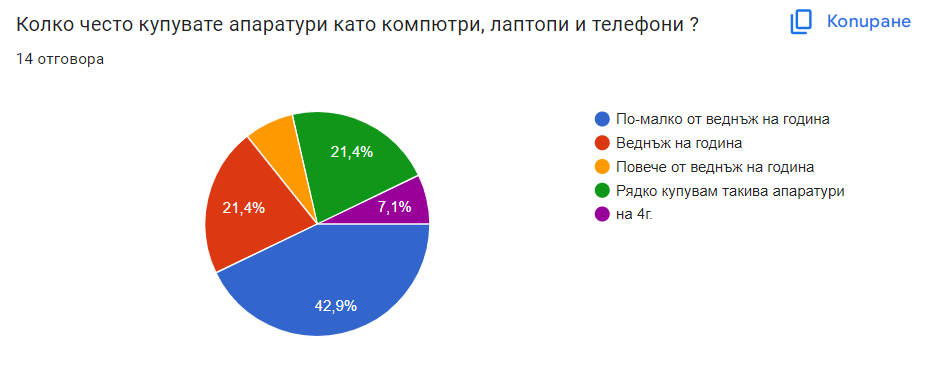 Колко често купувате апаратури като компютри, лаптопи и телефони ?
Копиране
14 отговора
21,4%
7,1%
21,4%
42,9%
По-малко от веднъж на година
Веднъж на година
Повече от веднъж на година
Рядко купувам такива апаратури
на 4г.